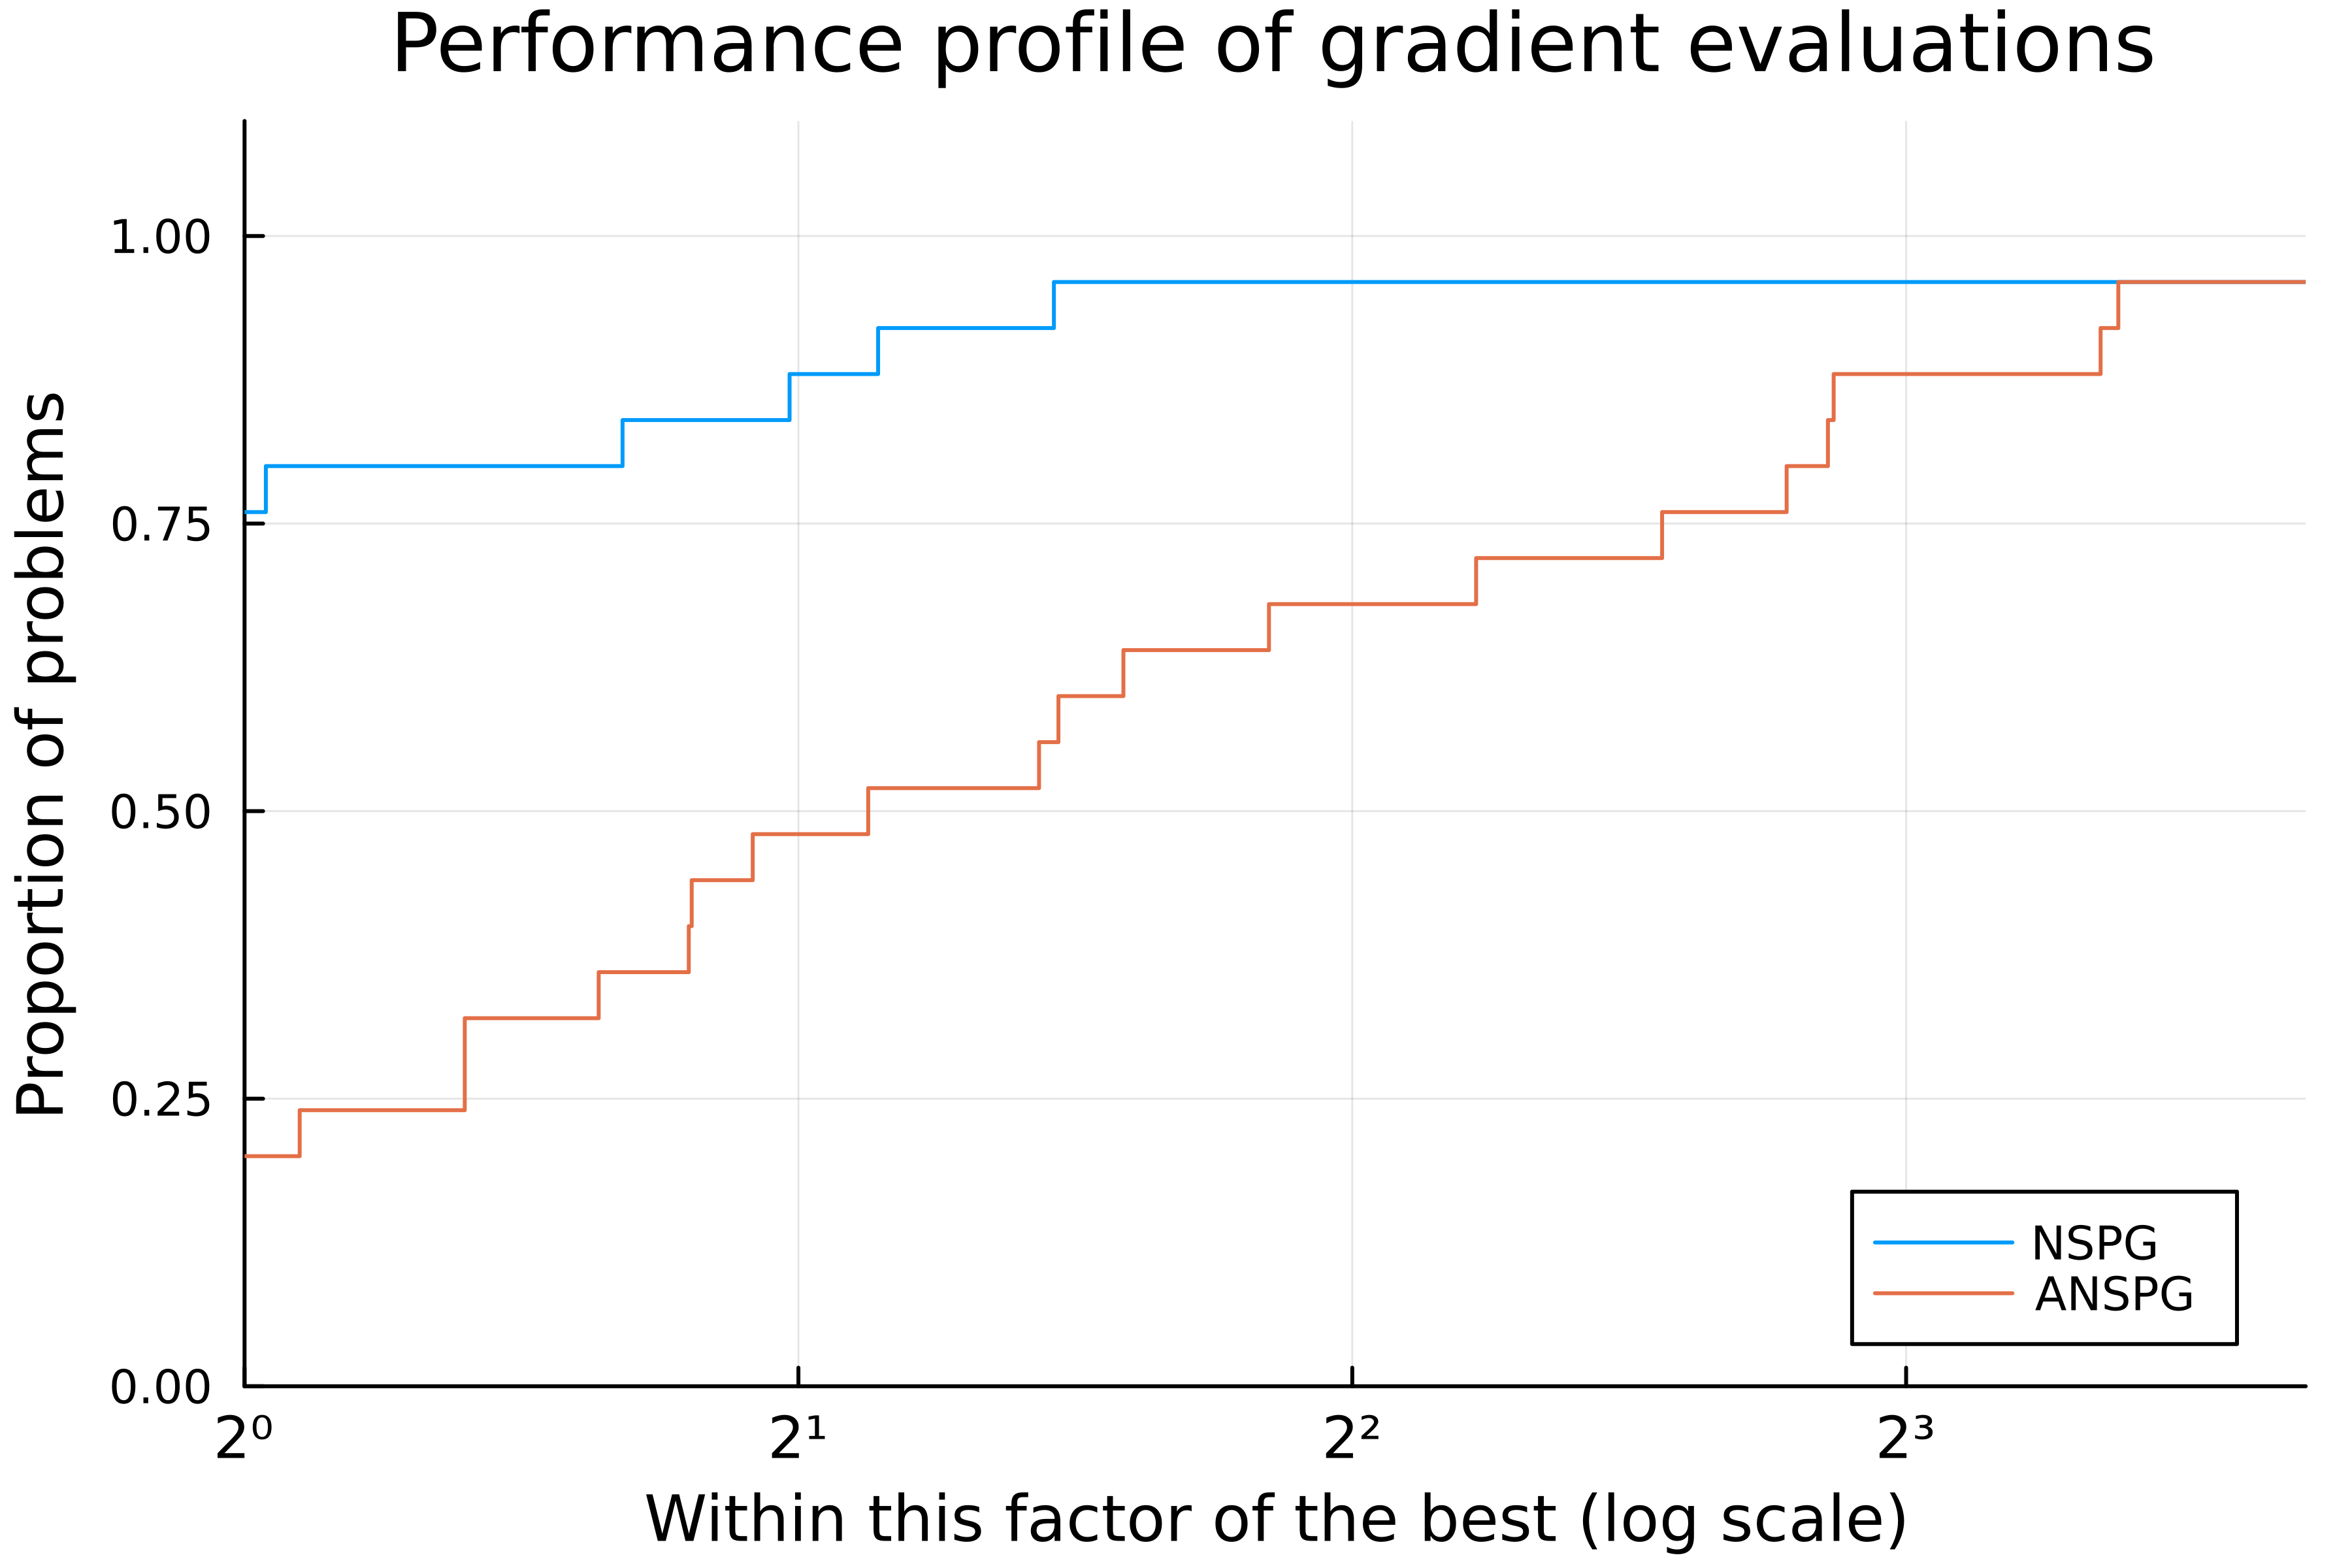 Performance profile of gradient evaluations
Proportion of problems
1.00
0.75
0.50
0.25
0.00
2⁰ 2¹ 2² 2³
Within this factor of the best (log scale)
NSPG
ANSPG